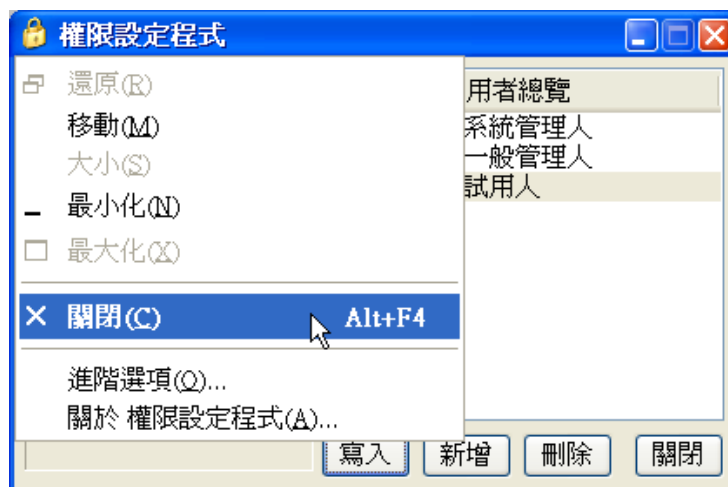 權限設定程式
還原(R)
移動(M)
大小(S)
最小化(N)
最大化(X)
關閉(C) Alt+F4
進階選項(O)...
關於 權限設定程式(A)...
用者總覽
系統管理人
一般管理人
試用人
寫入 新增 刪除 關閉